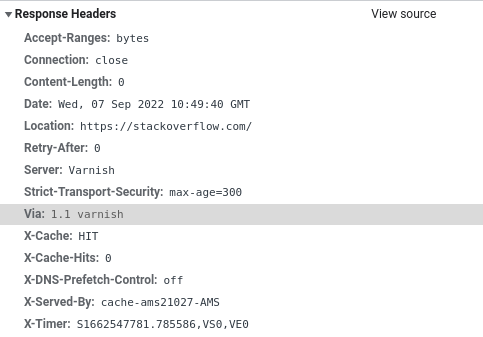 Response Headers View source
Accept-Ranges: bytes
Connection: close
Content-Length: 0
Date: Wed, 07 Sep 2022 10:49:40 GMT
Location: https://stackoverflow.com/
Retry-After: 0
Server: Varnish
Strict-Transport-Security: max-age=300
Via: 1.1 varnish
X-Cache: HIT
X-Cache-Hits: 0
X-DNS-Prefetch-Control: off
X-Served-By: cache-ams21027-AMS
X-Timer: S1662547781.785586,VS0,VE0